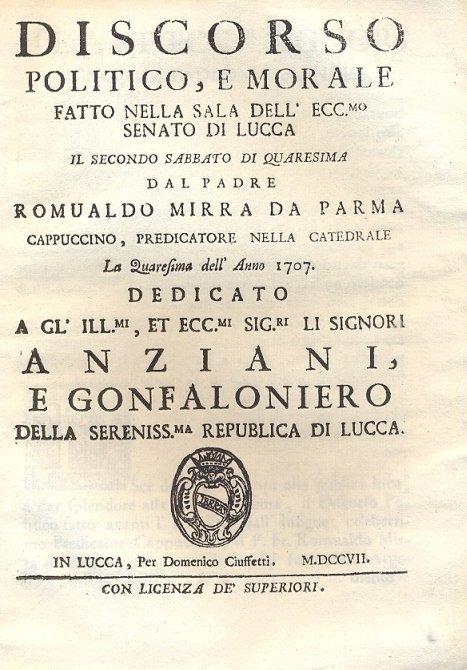 DISCORSO
POLITICO, E MORALE
FATTO NELLA SALA DELL' ECC.MO
SENATO DI LUCCA
IL SECONDO SABBATO DI QUARESIMA
DAL PADRE
ROMUALDO MIRRA DA PARMA
CAPPUCCINO, PREDICATORE NELLA CATEDRALE
La Quaresima dell' Anno 1707.
DEDICATO
A GL' ILL.MI, ET ECC.MI SIG.RI LI SIGNORI
ANZIANI,
E GONFALONIERO
DELLA SERENISS.MA REPUBLICA DI LUCCA.
IN LUCCA, Per Domenico Ciuffetti. M.DCCVII.
CON LICENZA DE' SUPERIORI.